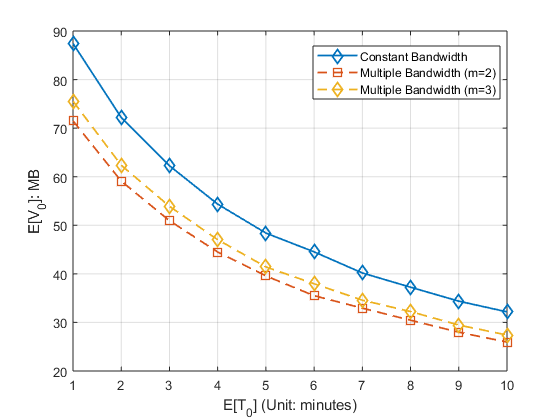 90
80
70
60
50
40
30
20
1 2 3 4 5 6 7 8 9 10
E[V0]: MB
E[T0] (Unit: minutes)
Constant Bandwidth
Multiple Bandwidth (m=2)
Multiple Bandwidth (m=3)